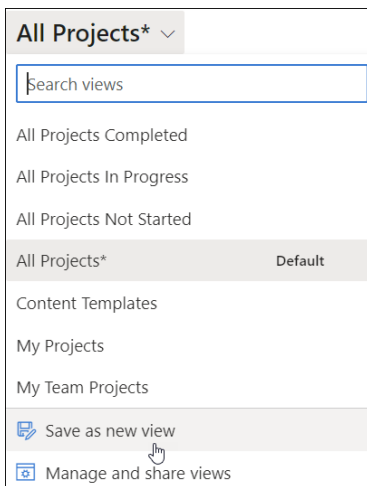 All Projects*
Search views
All Projects Completed
All Projects In Progress
All Projects Not Started
All Projects* Default
Content Templates
My Projects
My Team Projects
Save as new view
Manage and share views